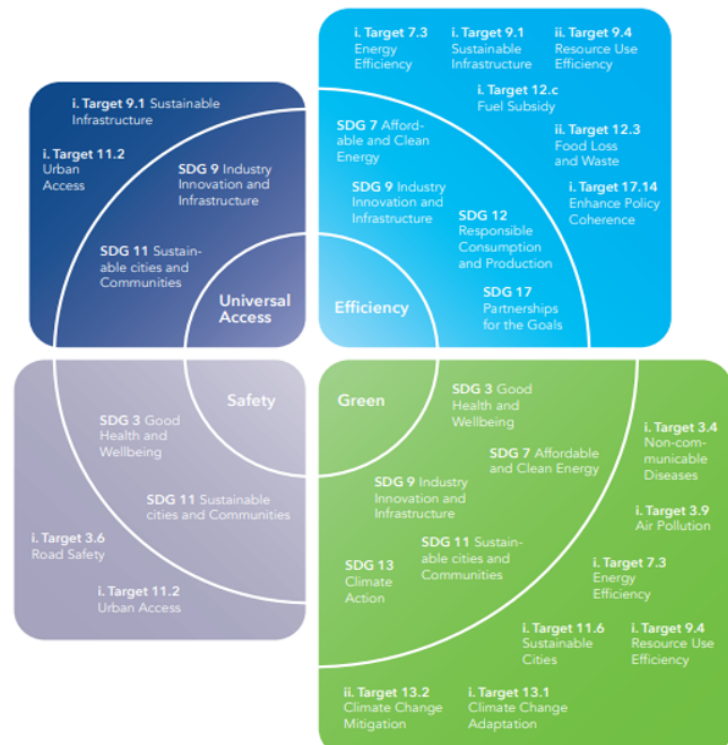 i. Target 9.1 Sustainable
Infrastructure
i. Target 11.2
Urban
Access
SDG 9 Industry
Innovation and
Infrastructure
SDG 11 Sustain-
able cities and
Communities
Universal
Access
i. Target 7.3
Energy
Efficiency
i. Target 9.1
Sustainable
Infrastructure
ii. Target 9.4
Resource Use
Efficiency
i. Target 12.c
Fuel Subsidy
ii. Target 12.3
Food Loss
and Waste
i. Target 17.14
Enhance Policy
Coherence
SDG 7 Afford-
able and Clean
Energy
SDG 9 Industry
Innovation and
Infrastructure
SDG 12
Responsible
Consumption
and Production
SDG 17
Partnerships
for the Goals
Efficiency
Safety
SDG 3 Good
Health and
Wellbeing
SDG 11 Sustainable
cities and Communities
i. Target 3.6
Road Safety
i. Target 11.2
Urban Access
Green
SDG 3 Good
Health and
Wellbeing
SDG 7 Affordable
and Clean Energy
SDG 9 Industry
Innovation and
Infrastructure
SDG 11 Sustain-
able cities and
Communities
SDG 13
Climate
Action
i. Target 3.4
Non-com-
municable
Diseases
i. Target 3.9
Air Pollution
i. Target 7.3
Energy
Efficiency
i. Target 11.6
Sustainable
Cities
i. Target 9.4
Resource Use
Efficiency
ii. Target 13.2
Climate Change
Mitigation
i. Target 13.1
Climate Change
Adaptation